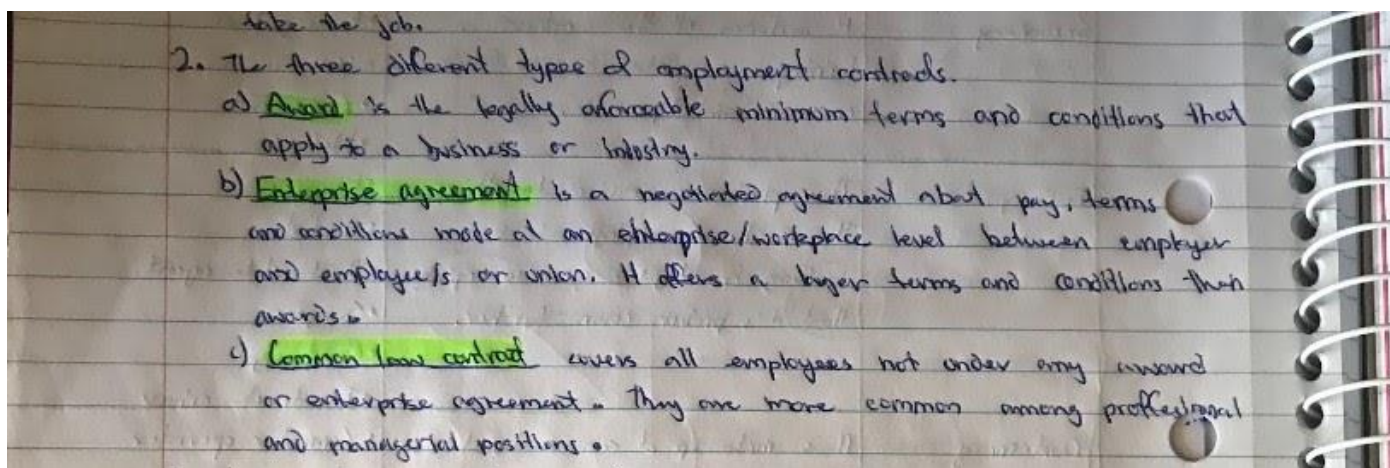 take the job.
2. The three different types of employment contracts.
a) Award is the legally enforceable minimum terms and conditions that
apply to a business or industry.
b) Enterprise agreement is a negotiated agreement about pay, terms
and conditions made at an enterprise/workplace level between employer
and employee/s or union. It offers a larger terms and conditions than
awards.
c) Common law contract covers all employees not under any award
or enterprise agreement. They are more common among proffesional
and managerial positions.